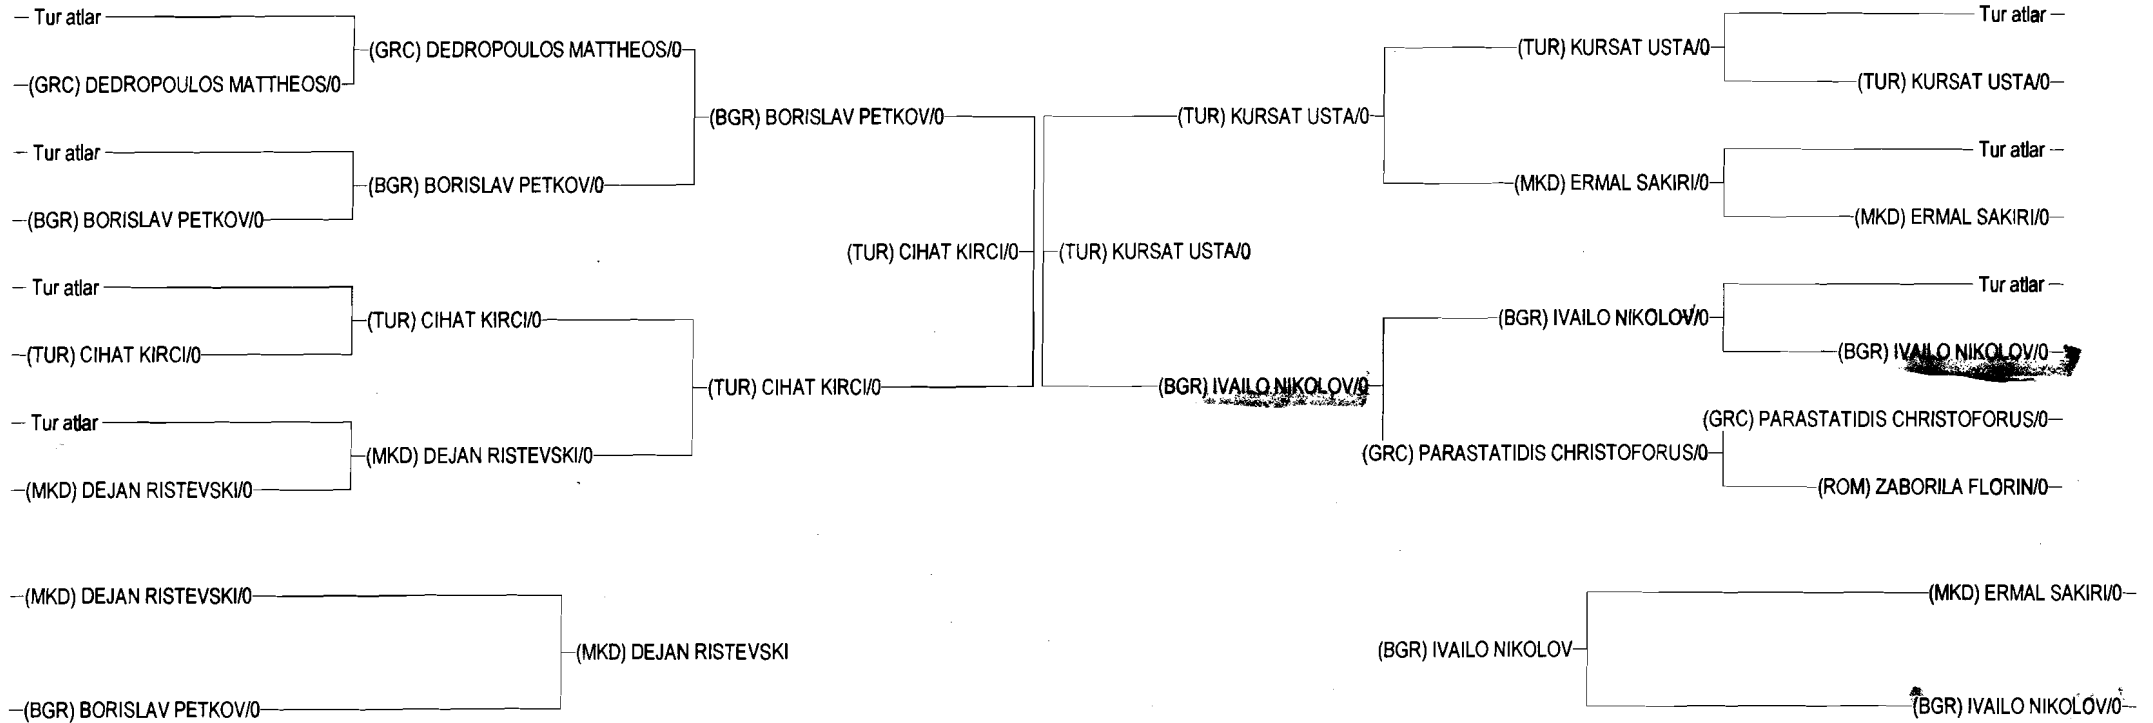 Tur atlar
(GRC) DEDROPOULOS MATTHEOS/0
Tur atlar
(BGR) BORISLAV PETKOV/0
Tur atlar
(TUR) CIHAT KIRCI/0
Tur atlar
(MKD) DEJAN RISTEVSKI/0
(GRC) DEDROPOULOS MATTHEOS/0
(BGR) BORISLAV PETKOV/0
(TUR) CIHAT KIRCI/0
(MKD) DEJAN RISTEVSKI/0
(BGR) BORISLAV PETKOV/0
(TUR) CIHAT KIRCI/0
(TUR) CIHAT KIRCI/0
(TUR) KURSAT USTA/0
(TUR) KURSAT USTA/0
(BGR) IVAILO NIKOLOV/0
(TUR) KURSAT USTA/0
(MKD) ERMAL SAKIRI/0
(BGR) IVAILO NIKOLOV/0
(GRC) PARASTATIDIS CHRISTOFORUS/0
Tur atlar
(TUR) KURSAT USTA/0
Tur atlar
(MKD) ERMAL SAKIRI/0
Tur atlar
(BGR) IVAILO NIKOLOV/0
(GRC) PARASTATIDIS CHRISTOFORUS/0
(ROM) ZABORILA FLORIN/0
(MKD) DEJAN RISTEVSKI/0
(BGR) BORISLAV PETKOV/0
(MKD) DEJAN RISTEVSKI
(BGR) IVAILO NIKOLOV
(MKD) ERMAL SAKIRI/0
(BGR) IVAILO NIKOLOV/0